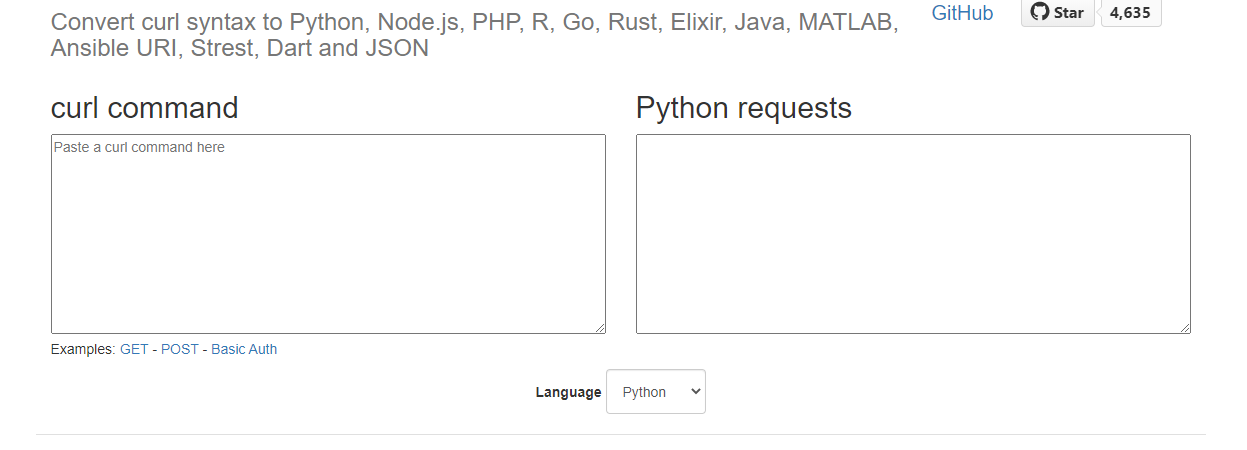 Convert curl syntax to Python, Node.js, PHP, R, Go, Rust, Elixir, Java, MATLAB,
Ansible URI, Strest, Dart and JSON
GitHub
Star
4,635
curl command
Python requests
Paste a curl command here
Examples: GET - POST - Basic Auth
Language
Python